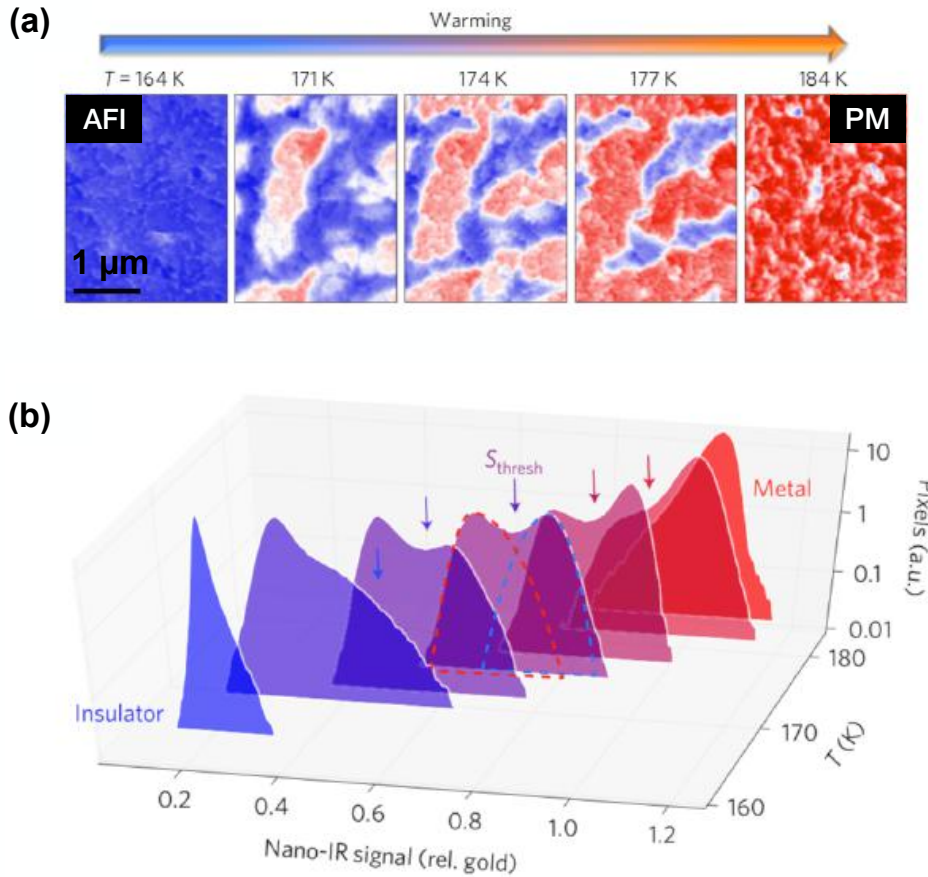 (a)
Warming
T = 164 K 171 K 174 K 177 K 184 K
AFI PM
1 μm
(b)
10
Sthresh
Metal
1
Pixels (a.u.)
0.1
0.01
180
Insulator
170
T (K)
160
0.2 0.4 0.6 0.8 1.0 1.2
Nano-IR signal (rel. gold)